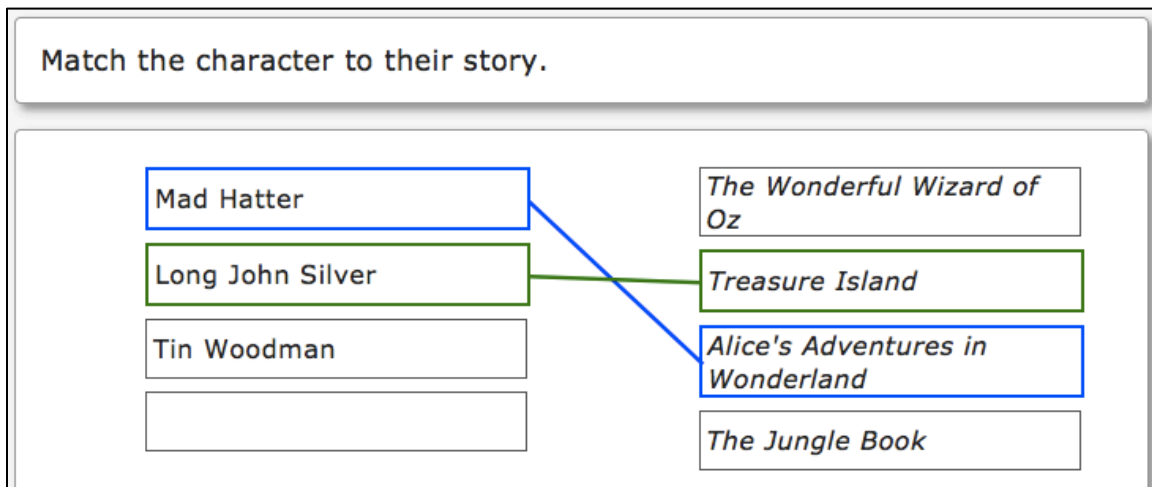 Match the character to their story.
Mad Hatter
Long John Silver
Tin Woodman
The Wonderful Wizard of
Oz
Treasure Island
Alice's Adventures in
Wonderland
The Jungle Book